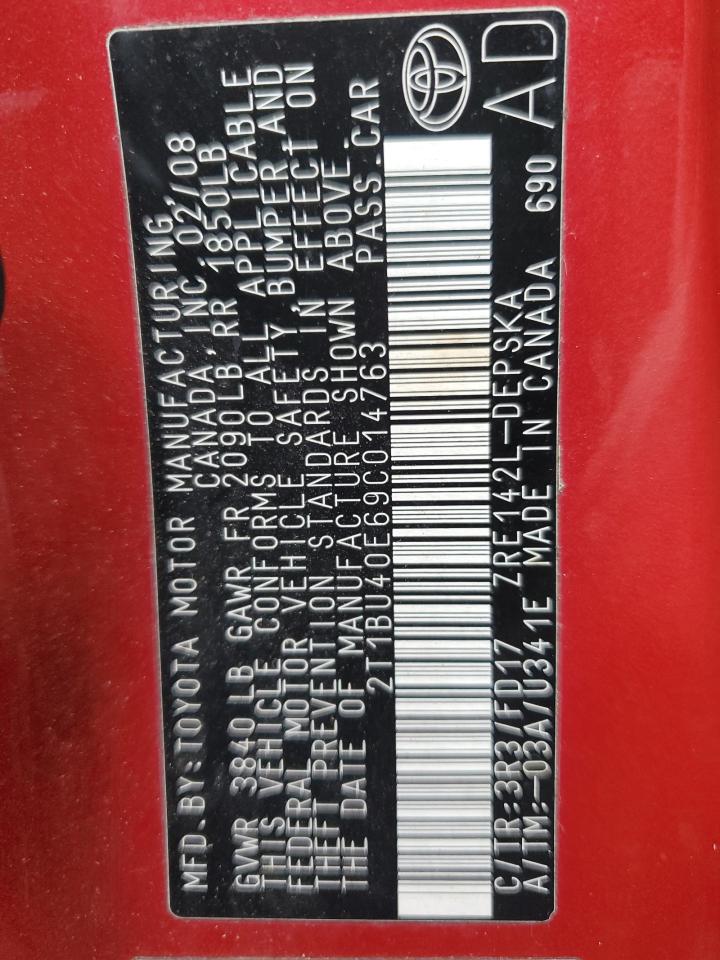 MFD.BY:TOYOTA MOTOR MANUFACTURING,
CANADA, INC 02/08
GVWR 3840 LB GAWR FR 2090LB,RR 1850LB
THIS VEHICLE CONFORMS TO ALL APPLICABLE
FEDERAL MOTOR VEHICLE SAFETY, BUMPER AND
THEFT PREVENTION STANDARDS IN EFFECT ON
THE DATE OF MANUFACTURE SHOWN ABOVE.
2T1BU40E69C014763 PASS.CAR
C/TR:3R3/FD17 ZRE142L-DEPSKA AD
A/TM:-03A/U341E MADE IN CANADA 690